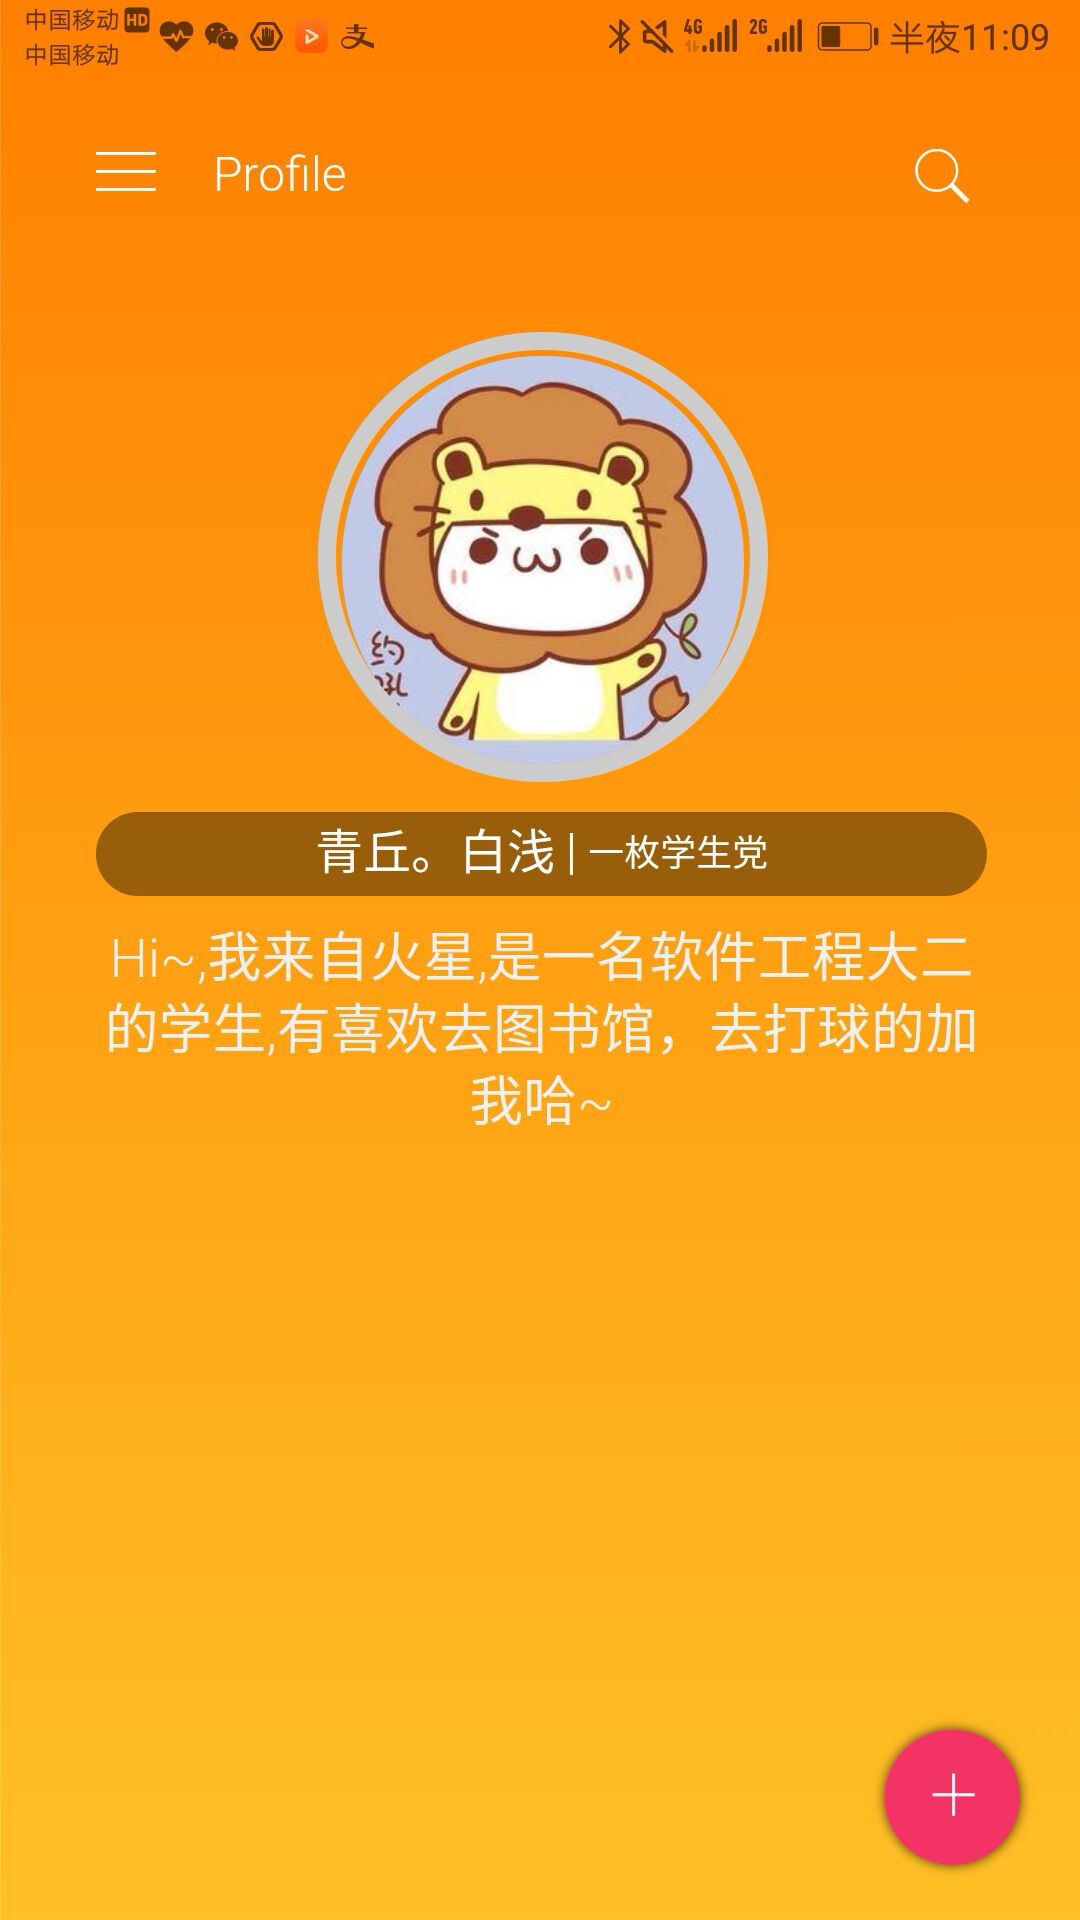 中国移动 HD
中国移动
4G 2G 半夜11:09
Profile
约
吼
青丘。白浅 | 一枚学生党
Hi~,我来自火星,是一名软件工程大二
的学生,有喜欢去图书馆，去打球的加
我哈~